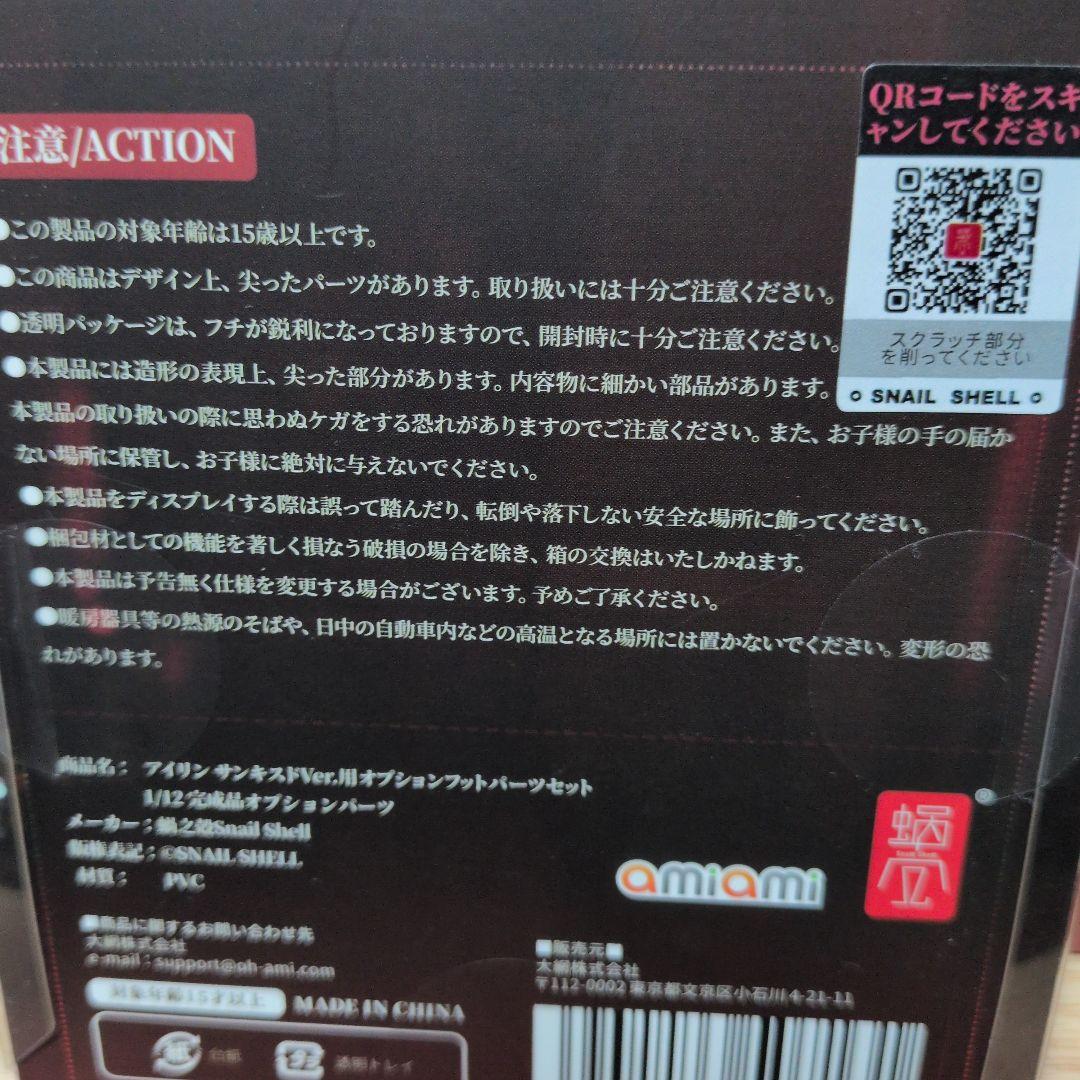 注意/ACTION
QRコードをスキ
ャンしてください
スクラッチ部分
を削ってください
SNAIL SHELL
●この製品の対象年齢は15歳以上です。
●この商品はデザイン上、尖ったパーツがあります。取り扱いには十分ご注意ください。
●透明パッケージは、フチが鋭利になっておりますので、開封時に十分ご注意ください。
●本製品には造形の表現上、尖った部分があります。内容物に細かい部品があります。
本製品の取り扱いの際に思わぬケガをする恐れがありますのでご注意ください。また、お子様の手の届か
ない場所に保管し、お子様に絶対に与えないでください。
●本製品をディスプレイする際は誤って踏んだり、転倒や落下しない安全な場所に飾ってください。
●梱包材としての機能を著しく損なう破損の場合を除き、箱の交換はいたしかねます。
●本製品は予告無く仕様を変更する場合がございます。予めご了承ください。
●暖房器具等の熱源のそばや、日中の自動車内などの高温となる場所には置かないでください。変形の恐
れがあります。
商品名： アイリン サンキスドVer.用オプションフットパーツセット
1/12 完成品オプションパーツ
メーカー：蝸之殼Snail Shell
版権表記：©SNAIL SHELL
材質： PVC
amiami
®
■商品に関するお問い合わせ先
大網株式会社
e-mail：support@oh-ami.com
■販売元■
大網株式会社
〒112-0002 東京都文京区小石川 4-21-11
対象年齢15才以上 MADE IN CHINA
紙 台紙 プラ 透明トレイ